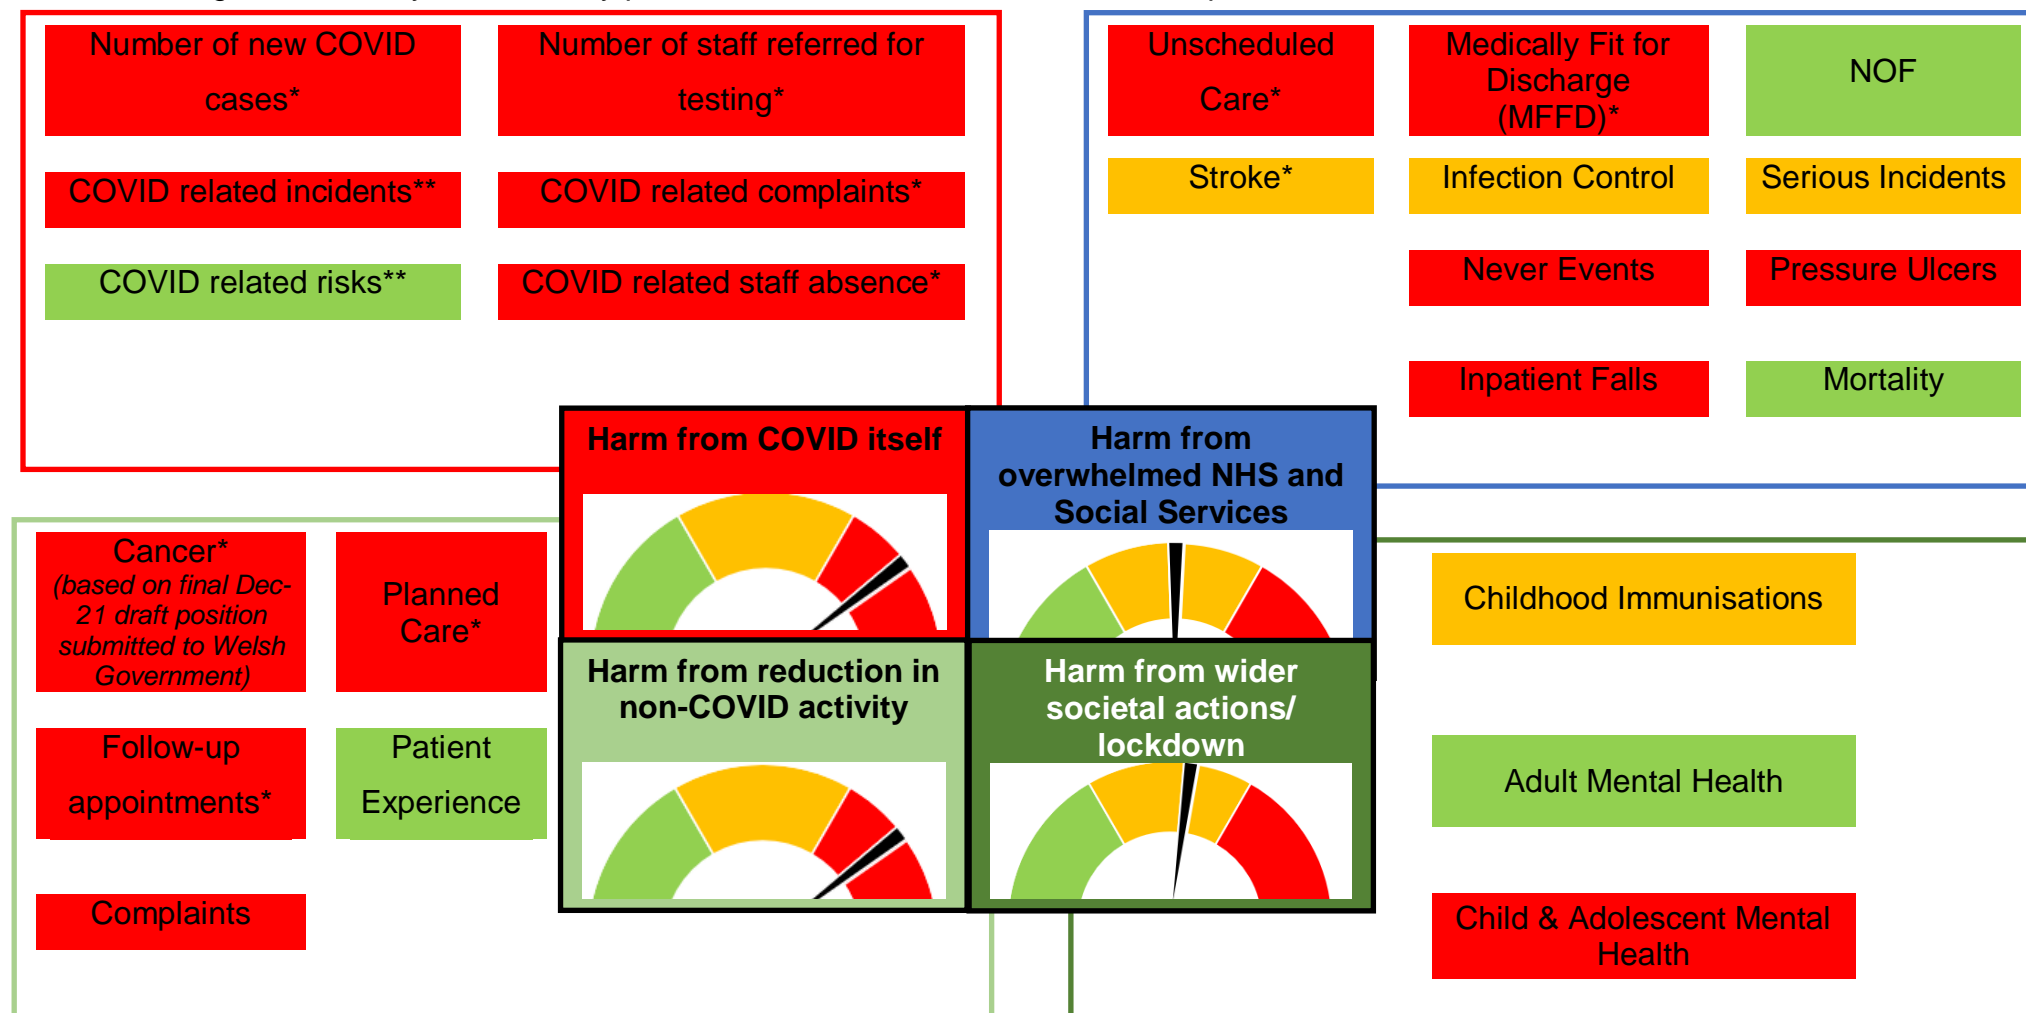 Number of new COVID
cases*
Number of staff referred for
testing*
COVID related incidents**
COVID related complaints*
COVID related risks**
COVID related staff absence*
Unscheduled
Care*
Medically Fit for
Discharge
(MFFD)*
NOF
Stroke*
Infection Control
Serious Incidents
Never Events
Pressure Ulcers
Inpatient Falls
Mortality
Harm from COVID itself
Harm from
overwhelmed NHS and
Social Services
Cancer*
(based on final Dec-
21 draft position
submitted to Welsh
Government)
Planned
Care*
Follow-up
appointments*
Patient
Experience
Complaints
Harm from reduction in
non-COVID activity
Harm from wider
societal actions/
lockdown
Childhood Immunisations
Adult Mental Health
Child & Adolescent Mental
Health